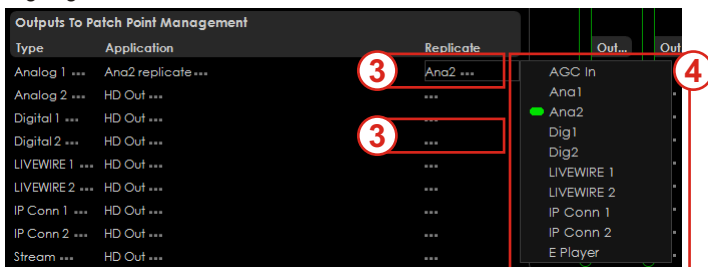 Outputs To Patch Point Management
Type Application Replicate Out... Out
Analog 1 ... Ana2 replicate ... 3 Ana2 ... AGC In 4
Analog 2 ... HD Out ... ... Ana1
Digital 1 ... HD Out ... ... Ana2
Digital 2 ... HD Out ... 3 ... Dig1
Dig2
LIVEWIRE 1 ... HD Out ... ... LIVEWIRE 1
LIVEWIRE 2 ... HD Out ... ... LIVEWIRE 2
IP Conn 1 ... HD Out ... ... IP Conn 1
IP Conn 2 ... HD Out ... ... IP Conn 2
Stream ... HD Out ... ... E Player